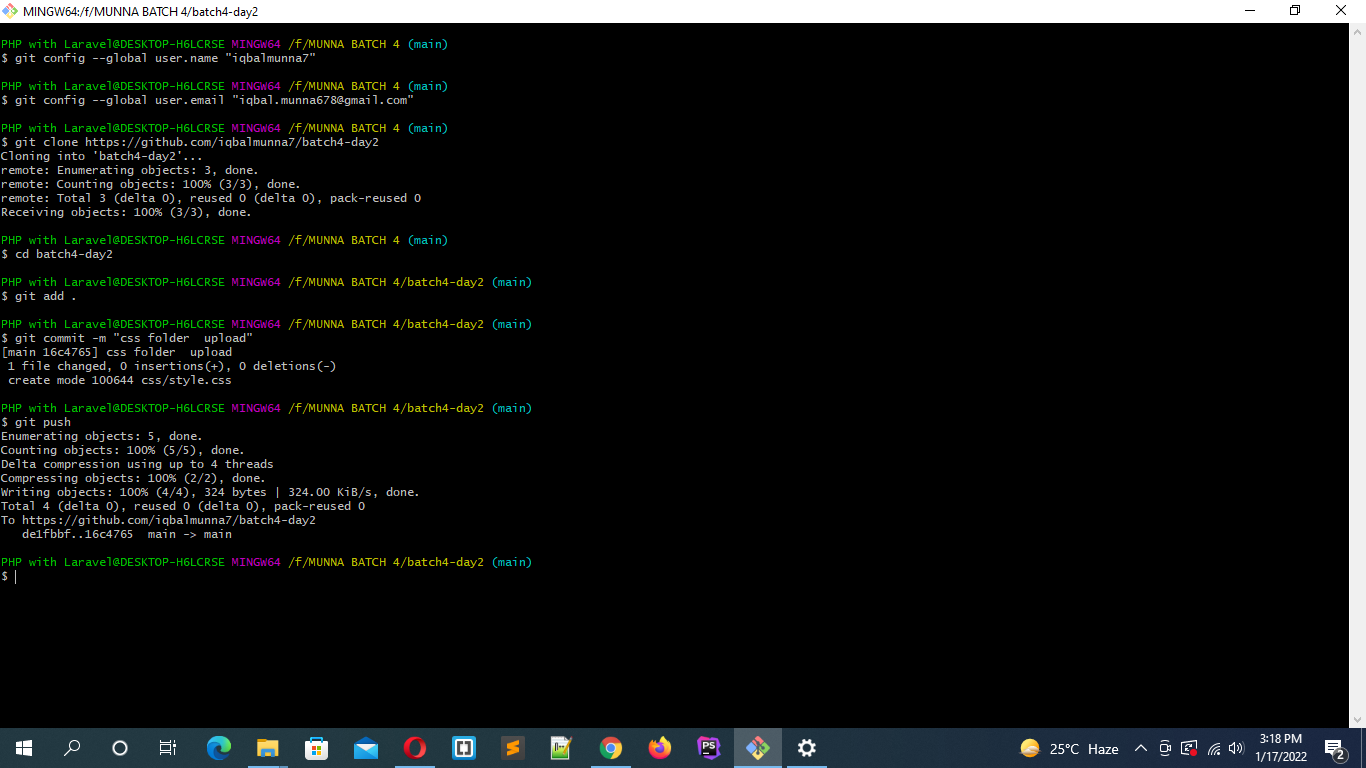 MINGW64:/f/MUNNA BATCH 4/batch4-day2
PHP with Laravel@DESKTOP-H6LCRSE MINGW64 /f/MUNNA BATCH 4 (main)
$ git config --global user.name "iqbalmunna7"
PHP with Laravel@DESKTOP-H6LCRSE MINGW64 /f/MUNNA BATCH 4 (main)
$ git config --global user.email "iqbal.munna678@gmail.com"
PHP with Laravel@DESKTOP-H6LCRSE MINGW64 /f/MUNNA BATCH 4 (main)
$ git clone https://github.com/iqbalmunna7/batch4-day2
Cloning into 'batch4-day2'...
remote: Enumerating objects: 3, done.
remote: Counting objects: 100% (3/3), done.
remote: Total 3 (delta 0), reused 0 (delta 0), pack-reused 0
Receiving objects: 100% (3/3), done.
PHP with Laravel@DESKTOP-H6LCRSE MINGW64 /f/MUNNA BATCH 4 (main)
$ cd batch4-day2
PHP with Laravel@DESKTOP-H6LCRSE MINGW64 /f/MUNNA BATCH 4/batch4-day2 (main)
$ git add .
PHP with Laravel@DESKTOP-H6LCRSE MINGW64 /f/MUNNA BATCH 4/batch4-day2 (main)
$ git commit -m "css folder  upload"
[main 16c4765] css folder  upload
 1 file changed, 0 insertions(+), 0 deletions(-)
 create mode 100644 css/style.css
PHP with Laravel@DESKTOP-H6LCRSE MINGW64 /f/MUNNA BATCH 4/batch4-day2 (main)
$ git push
Enumerating objects: 5, done.
Counting objects: 100% (5/5), done.
Delta compression using up to 4 threads
Compressing objects: 100% (2/2), done.
Writing objects: 100% (4/4), 324 bytes | 324.00 KiB/s, done.
Total 4 (delta 0), reused 0 (delta 0), pack-reused 0
To https://github.com/iqbalmunna7/batch4-day2
   de1fbbf..16c4765  main -> main
PHP with Laravel@DESKTOP-H6LCRSE MINGW64 /f/MUNNA BATCH 4/batch4-day2 (main)
$
PS
25°C Haze
3:18 PM
1/17/2022
2